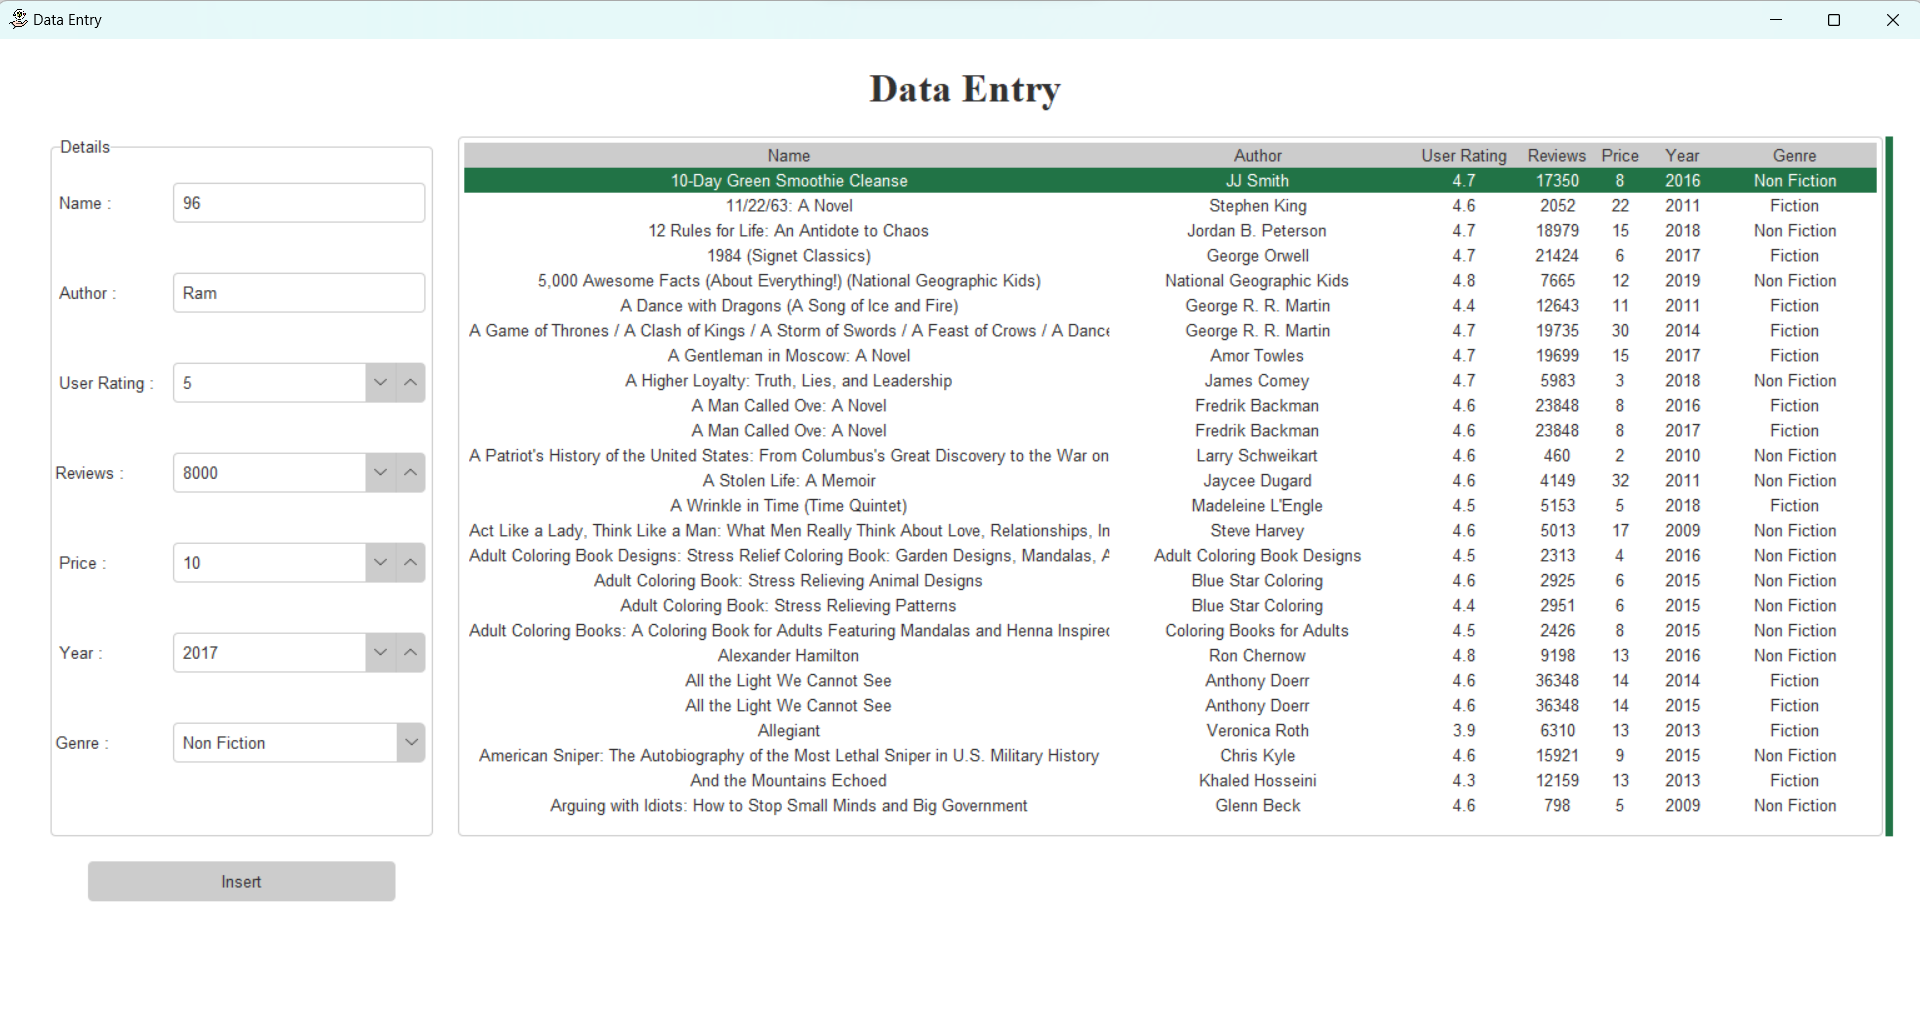 Data Entry
Data Entry
Details
Name : 96
Author : Ram
User Rating : 5
Reviews : 8000
Price : 10
Year : 2017
Genre : Non Fiction
Insert
Name Author User Rating Reviews Price Year Genre
10-Day Green Smoothie Cleanse JJ Smith 4.7 17350 8 2016 Non Fiction
11/22/63: A Novel Stephen King 4.6 2052 22 2011 Fiction
12 Rules for Life: An Antidote to Chaos Jordan B. Peterson 4.7 18979 15 2018 Non Fiction
1984 (Signet Classics) George Orwell 4.7 21424 6 2017 Fiction
5,000 Awesome Facts (About Everything!) (National Geographic Kids) National Geographic Kids 4.8 7665 12 2019 Non Fiction
A Dance with Dragons (A Song of Ice and Fire) George R. R. Martin 4.4 12643 11 2011 Fiction
A Game of Thrones / A Clash of Kings / A Storm of Swords / A Feast of Crows / A Dance George R. R. Martin 4.7 19735 30 2014 Fiction
A Gentleman in Moscow: A Novel Amor Towles 4.7 19699 15 2017 Fiction
A Higher Loyalty: Truth, Lies, and Leadership James Comey 4.7 5983 3 2018 Non Fiction
A Man Called Ove: A Novel Fredrik Backman 4.6 23848 8 2016 Fiction
A Man Called Ove: A Novel Fredrik Backman 4.6 23848 8 2017 Fiction
A Patriot's History of the United States: From Columbus's Great Discovery to the War on Larry Schweikart 4.6 460 2 2010 Non Fiction
A Stolen Life: A Memoir Jaycee Dugard 4.6 4149 32 2011 Non Fiction
A Wrinkle in Time (Time Quintet) Madeleine L'Engle 4.5 5153 5 2018 Fiction
Act Like a Lady, Think Like a Man: What Men Really Think About Love, Relationships, In Steve Harvey 4.6 5013 17 2009 Non Fiction
Adult Coloring Book Designs: Stress Relief Coloring Book: Garden Designs, Mandalas, A Adult Coloring Book Designs 4.5 2313 4 2016 Non Fiction
Adult Coloring Book: Stress Relieving Animal Designs Blue Star Coloring 4.6 2925 6 2015 Non Fiction
Adult Coloring Book: Stress Relieving Patterns Blue Star Coloring 4.4 2951 6 2015 Non Fiction
Adult Coloring Books: A Coloring Book for Adults Featuring Mandalas and Henna Inspired Coloring Books for Adults 4.5 2426 8 2015 Non Fiction
Alexander Hamilton Ron Chernow 4.8 9198 13 2016 Non Fiction
All the Light We Cannot See Anthony Doerr 4.6 36348 14 2014 Fiction
All the Light We Cannot See Anthony Doerr 4.6 36348 14 2015 Fiction
Allegiant Veronica Roth 3.9 6310 13 2013 Fiction
American Sniper: The Autobiography of the Most Lethal Sniper in U.S. Military History Chris Kyle 4.6 15921 9 2015 Non Fiction
And the Mountains Echoed Khaled Hosseini 4.3 12159 13 2013 Fiction
Arguing with Idiots: How to Stop Small Minds and Big Government Glenn Beck 4.6 798 5 2009 Non Fiction